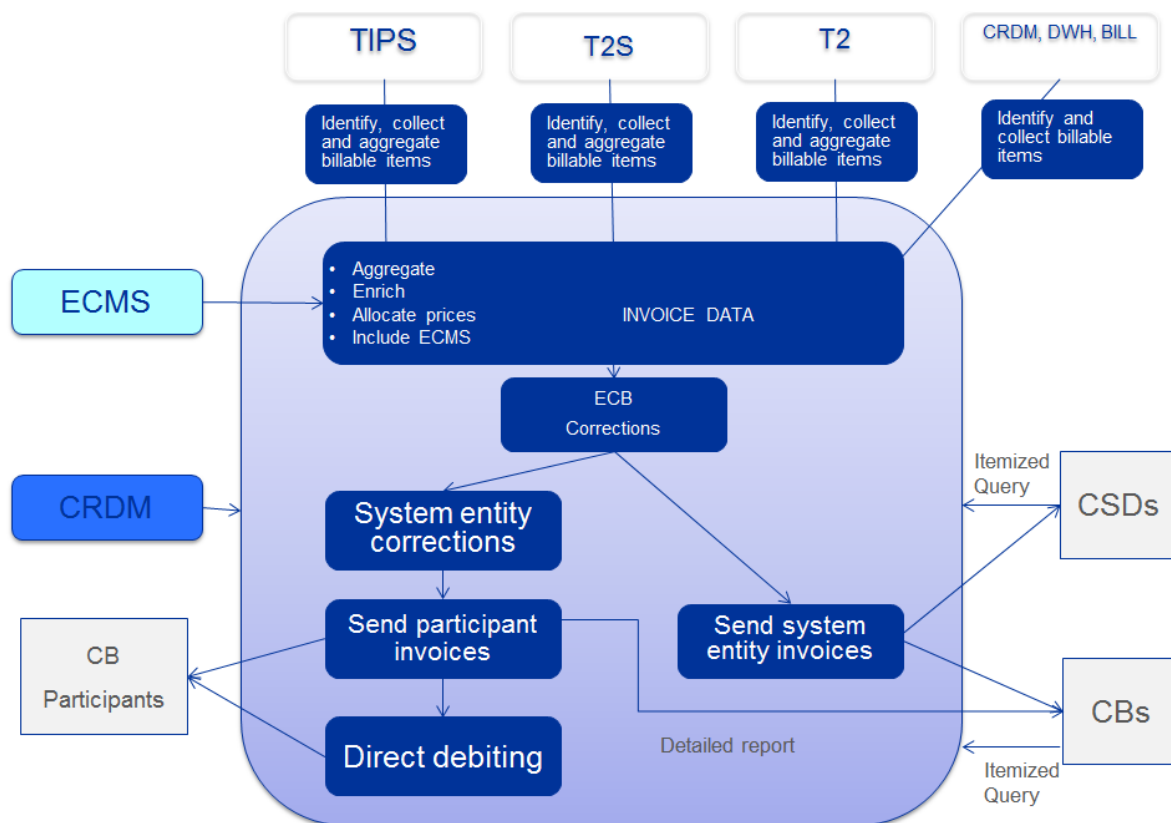 TIPS
T2S
T2
CRDM, DWH, BILL
Identify, collect
and aggregate
billable items
Identify, collect
and aggregate
billable items
Identify, collect
and aggregate
billable items
Identify and
collect billable
items
ECMS
• Aggregate
• Enrich
• Allocate prices
• Include ECMS
INVOICE DATA
ECB
Corrections
CRDM
System entity
corrections
Itemized
Query
CSDs
CB
Participants
Send participant
invoices
Send system
entity invoices
CBs
Direct debiting
Detailed report
Itemized
Query